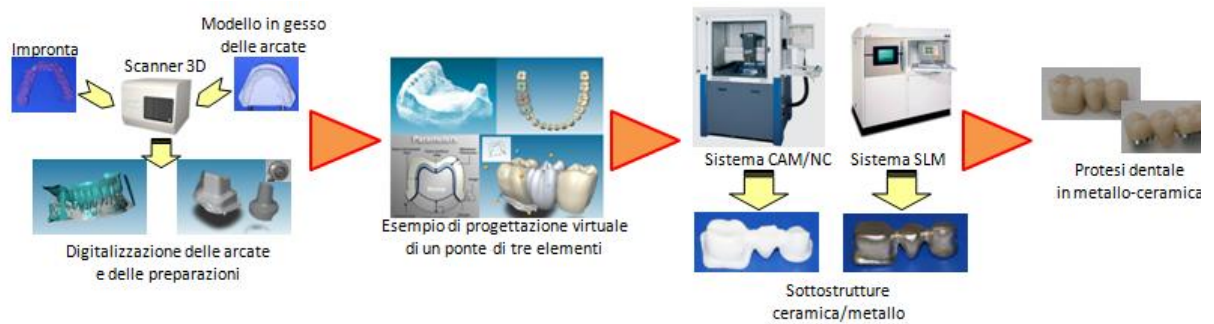 Impronta
Modello in gesso
delle arcate
Scanner 3D
Digitalizzazione delle arcate
e delle preparazioni
Esempio di progettazione virtuale
di un ponte di tre elementi
Sistema CAM/NC
Sistema SLM
Sottostrutture
ceramica/metallo
Protesi dentale
in metallo-ceramica